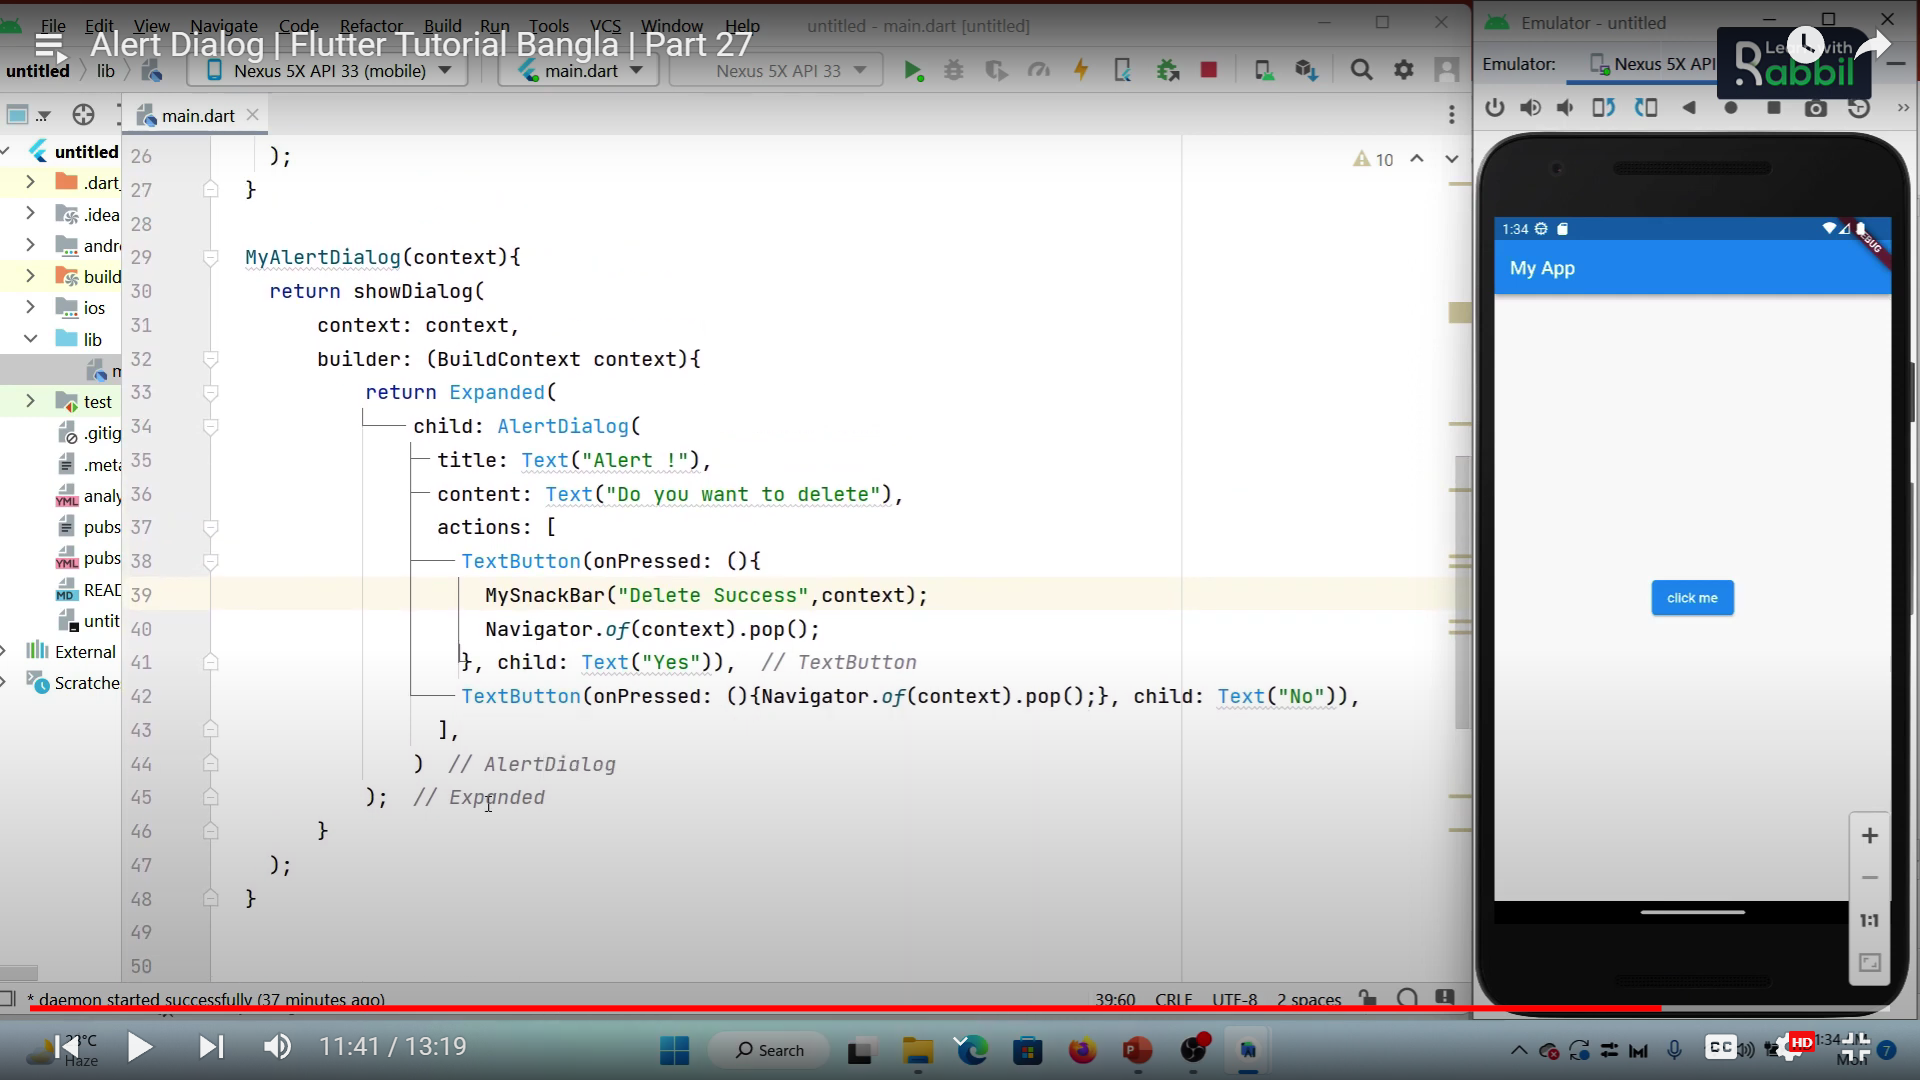 File Edit View Navigate Code Refactor Build Run Tools VCS Window Help untitled - main.dart [untitled]
Emulator - untitled
Alert Dialog | Flutter Tutorial Bangla | Part 27
Learn with
Rabbil
untitled lib Nexus 5X API 33 (mobile) main.dart Nexus 5X API 33
Emulator: Nexus 5X API
main.dart
untitled
.dart_
.idea
andro
build
ios
lib
m
test
.gitig
.meta
analy
pubs
pubs
READ
untit
External
Scratches
10
26 );
27 }
28
29 MyAlertDialog(context){
30 return showDialog(
31 context: context,
32 builder: (BuildContext context){
33 return Expanded(
34 child: AlertDialog(
35 title: Text("Alert !"),
36 content: Text("Do you want to delete"),
37 actions: [
38 TextButton(onPressed: (){
39 MySnackBar("Delete Success",context);
40 Navigator.of(context).pop();
41 }, child: Text("Yes")), // TextButton
42 TextButton(onPressed: (){Navigator.of(context).pop();}, child: Text("No")),
43 ],
44 ) // AlertDialog
45 ); // Expanded
46 }
47 );
48 }
49
50
1:34
DEBUG
My App
click me
+
−
1:1
* daemon started successfully (37 minutes ago)
39:60 CRLF UTF-8 2 spaces
Haze
11:41 / 13:19
Search
CC
HD
7